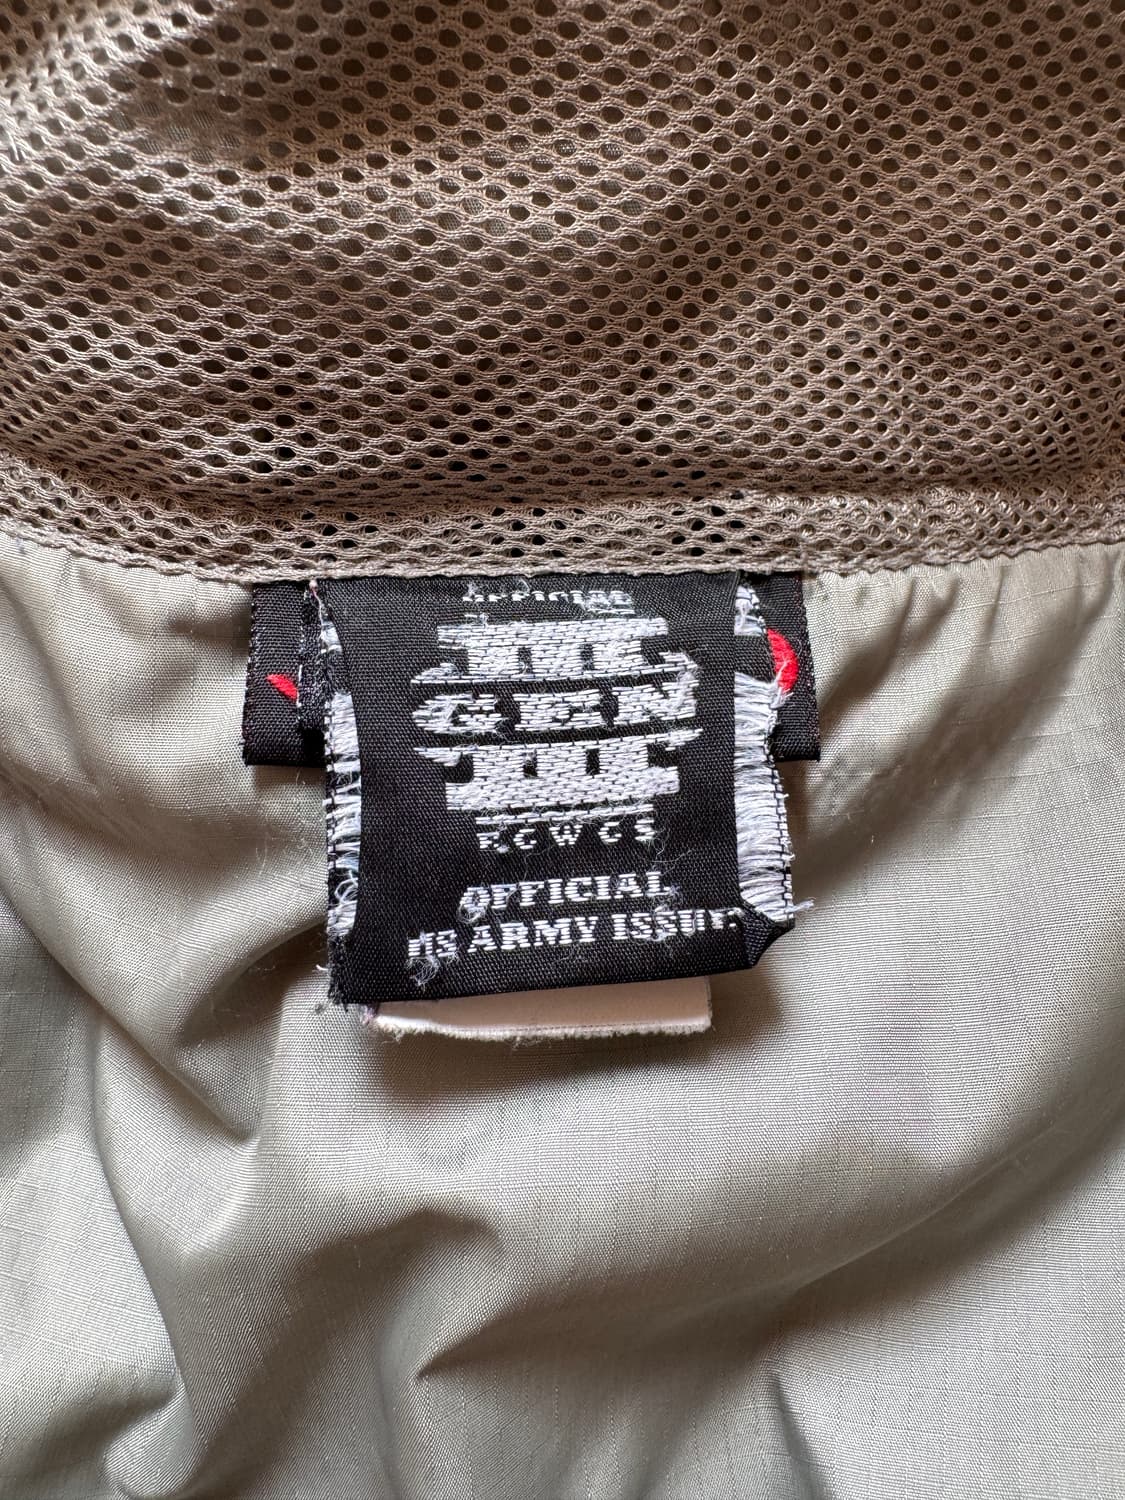 OFFICIAL
III
GEN
III
ECWCS
OFFICIAL
US ARMY ISSUE